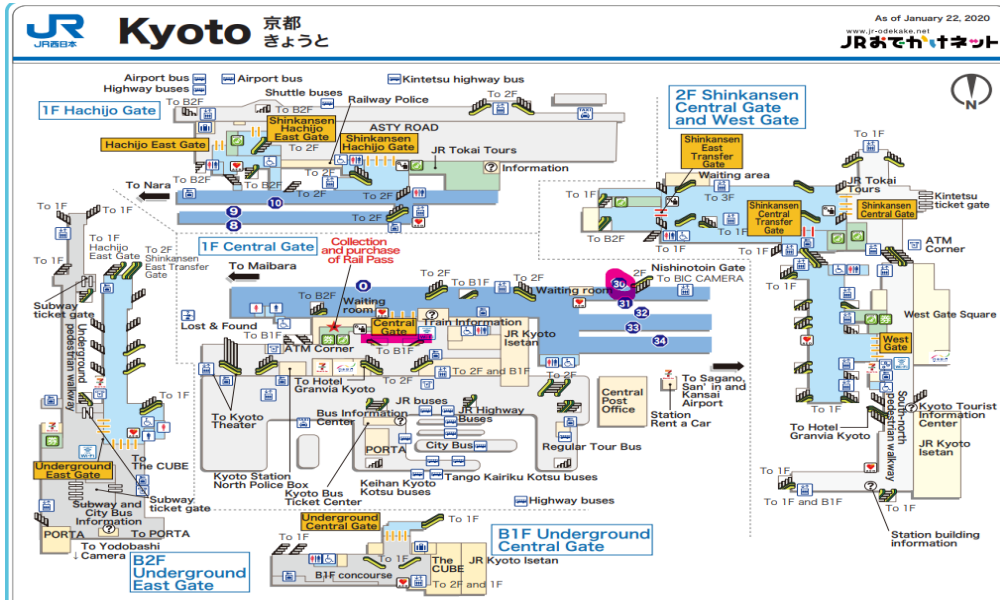 JR
JR西日本
Kyoto 京都
きょうと
As of January 22, 2020
www.jr-odekake.net
JRおでかけネット
Airport bus
Highway buses
Airport bus
Shuttle buses
Kintetsu highway bus
Railway Police
To B2F
To B2F
To 2F
1F Hachijo Gate
Shinkansen
Hachijo
East Gate
Shinkansen
Hachijo Gate
Hachijo East Gate
ASTY ROAD
To 2F
JR Tokai Tours
Information
To B2F
To B2F
To 2F
To 2F
To 2F
To 2F
To Nara
10
9
8
2F Shinkansen
Central Gate
and West Gate
Shinkansen
East
Transfer
Gate
Waiting area
To 1F
To 1F
To 3F
To B2F
To 1F
JR Tokai
Tours
Kintetsu
ticket gate
Shinkansen
Central
Transfer
Gate
Shinkansen
Central Gate
ATM
Corner
To 1F
To 1F
West Gate Square
West
Gate
South-north
pedestrian walkway
To 1F
To Hotel
Granvia Kyoto
Kyoto Tourist
Information Center
JR Kyoto
Isetan
To 1F
To 1F and B1F
To 1F
Station building
information
1F Central Gate
Collection
and purchase
of Rail Pass
To Maibara
0
To 2F
To 2F
To B1F
Waiting room
30
31
32
33
34
2F
Nishinotoin Gate
To BIC CAMERA
To B2F
Waiting
room
Lost & Found
To B1F
Central
Gate
Train Information
To B1F
ATM Corner
JR Kyoto
Isetan
To Hotel
Granvia Kyoto
To 2F
To 2F and B1F
To 2F
To Kyoto
Theater
Bus Information
Center
JR buses
JR Highway
Buses
City Bus
PORTA
Regular Tour Bus
Central
Post
Office
Station
Rent a Car
To Sagano,
San' in and
Kansai
Airport
Kyoto Station
North Police Box
Kyoto Bus
Ticket Center
Keihan Kyoto
Kotsu buses
Tango Kairiku Kotsu buses
Highway buses
To 1F
To 1F
To 1F
Hachijo
East Gate
To 2F
Shinkansen
East Transfer
Gate
To 1F
Subway
ticket gate
Underground
pedestrian walkway
To 1F
To
The CUBE
Wi-Fi
Underground
East Gate
Subway
ticket gate
Subway and
City Bus
Information
PORTA
To PORTA
To Yodobashi
Camera
B2F
Underground
East Gate
Underground
Central Gate
To 1F
B1F Underground
Central Gate
To 1F
To 1F
B1F concourse
The
CUBE
JR Kyoto Isetan
To 2F and 1F